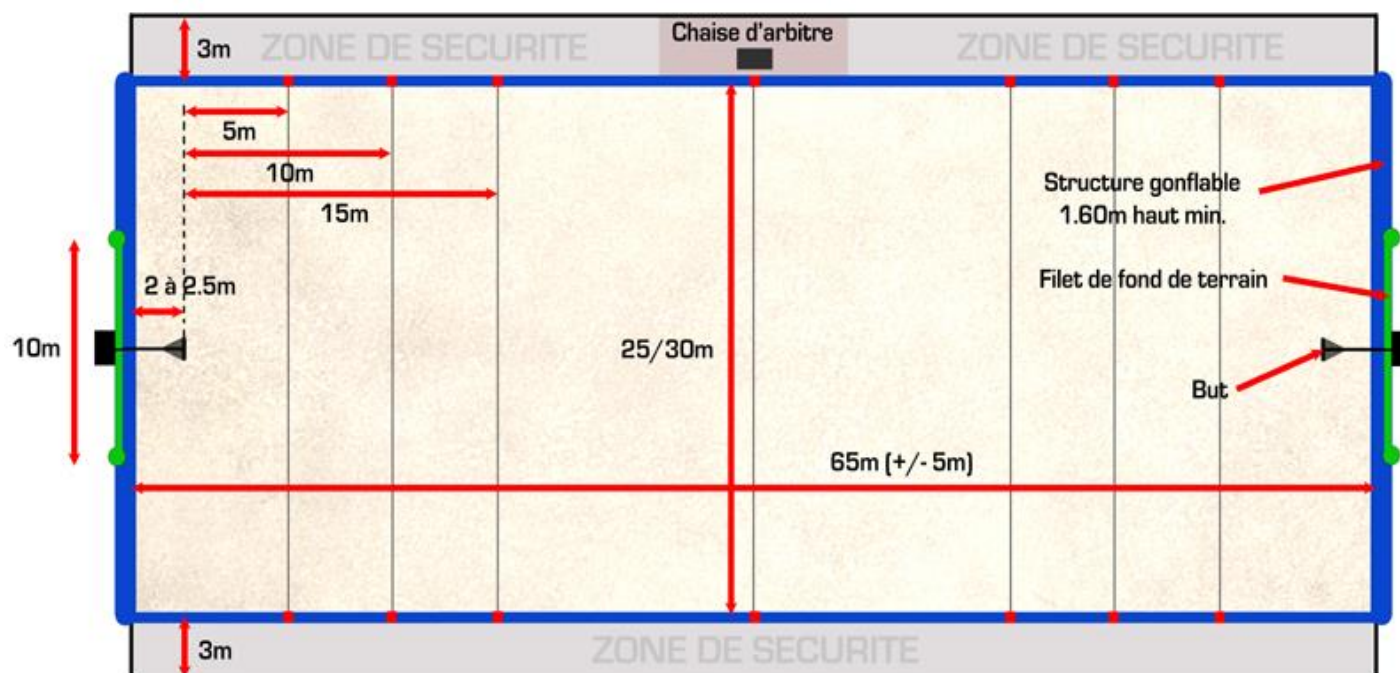 Chaise d'arbitre
ZONE DE SECURITE
ZONE DE SECURITE
3m
5m
10m
15m
Structure gonflable
1.60m haut min.
Filet de fond de terrain
2 à 2.5m
10m
25/30m
But
65m (+/- 5m)
3m
ZONE DE SECURITE